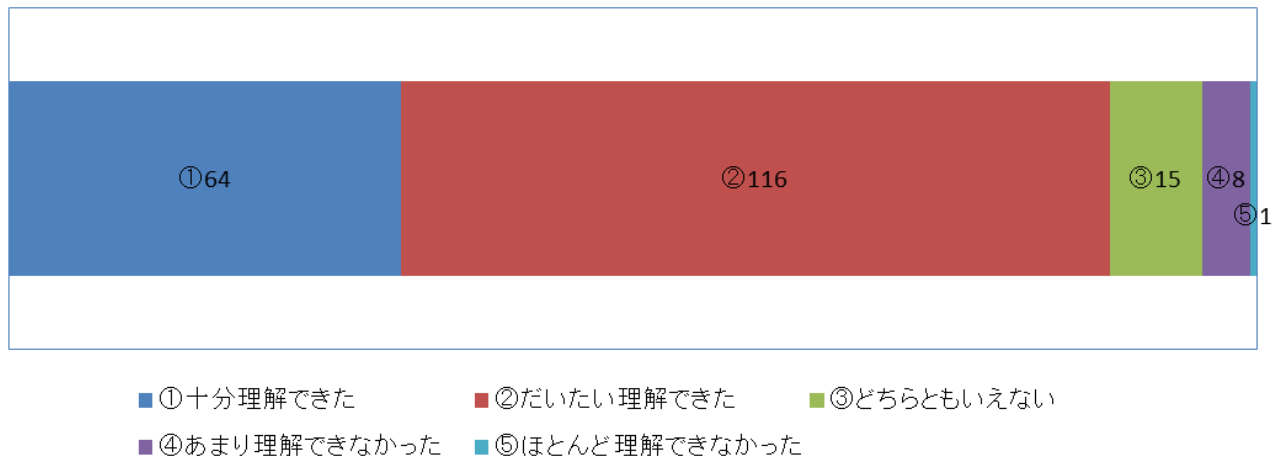 ①64 ②116 ③15 ④8
⑤1
①十分理解できた ②だいたい理解できた ③どちらともいえない
④あまり理解できなかった ⑤ほとんど理解できなかった